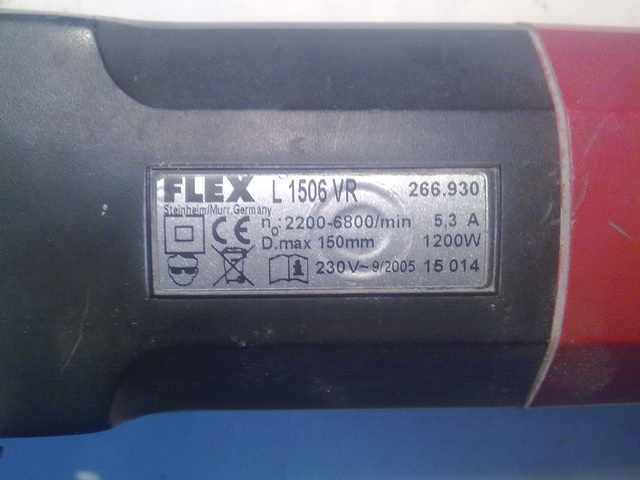 FLEX L 1506 VR 266.930
Steinheim/Murr, Germany
CE n₀:2200-6800/min 5,3 A
D.max 150mm 1200W
230V~ 9/2005 15 014